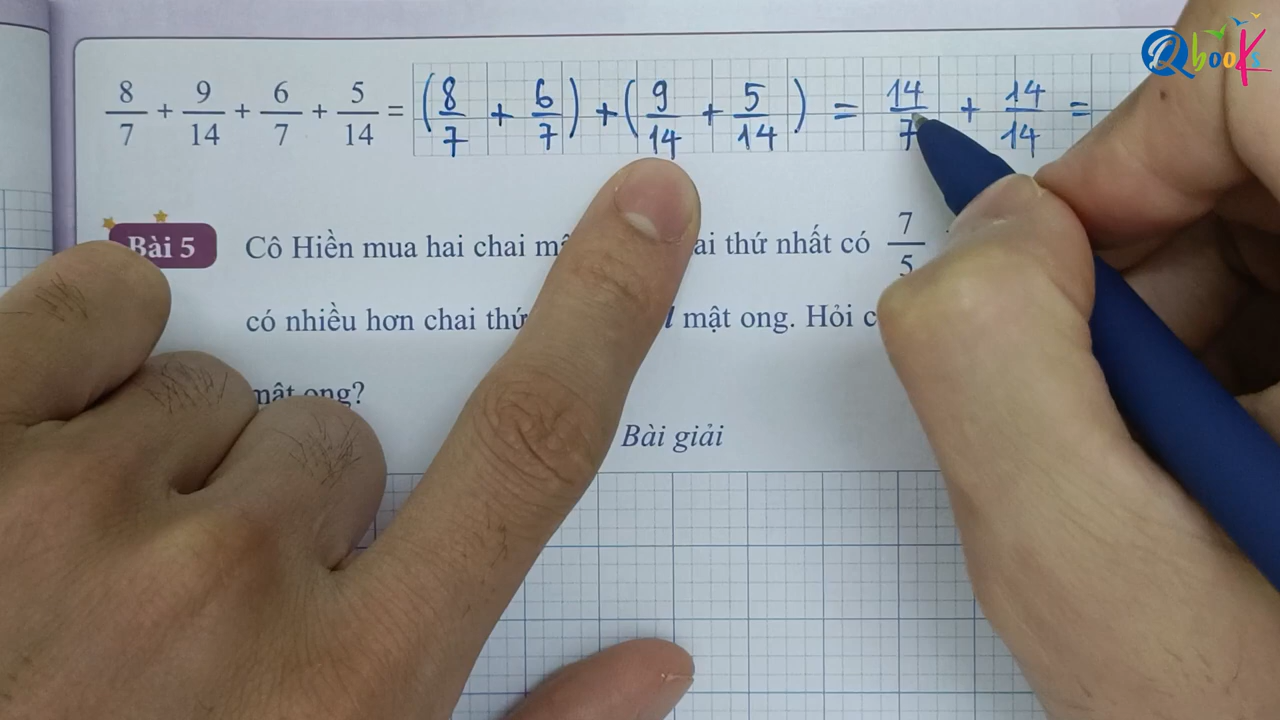 Qbooks
8/7 + 9/14 + 6/7 + 5/14 = (8/7 + 6/7) + (9/14 + 5/14) = 14/7 + 14/14 =
Bài 5 Cô Hiền mua hai chai thứ nhất có 7/5
có nhiều hơn chai thứ l mật ong. Hỏi
mật ong?
Bài giải